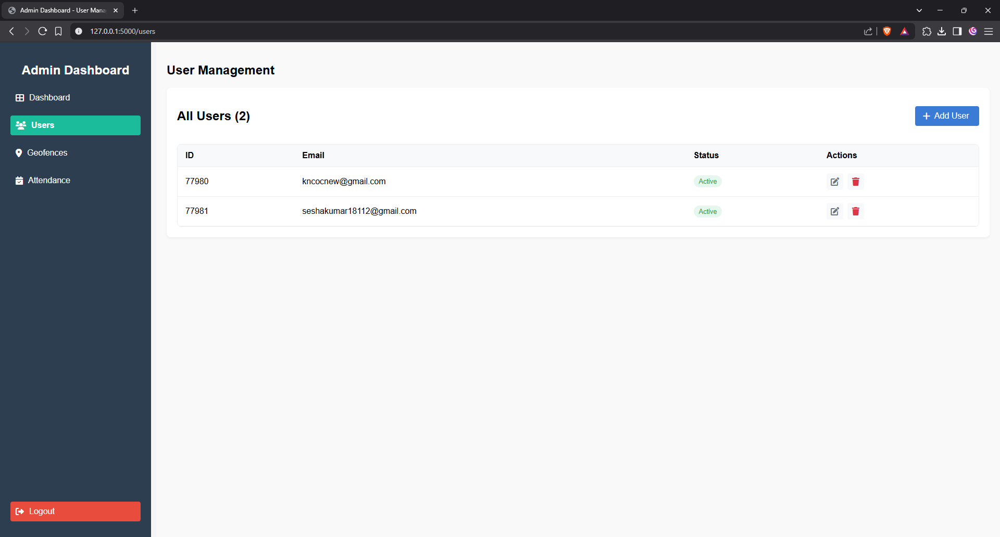 Admin Dashboard - User Mana
127.0.0.1:5000/users
Admin Dashboard
Dashboard
Users
Geofences
Attendance
Logout
User Management
All Users (2)
Add User
ID Email Status Actions
77980 kncocnew@gmail.com Active
77981 seshakumar18112@gmail.com Active